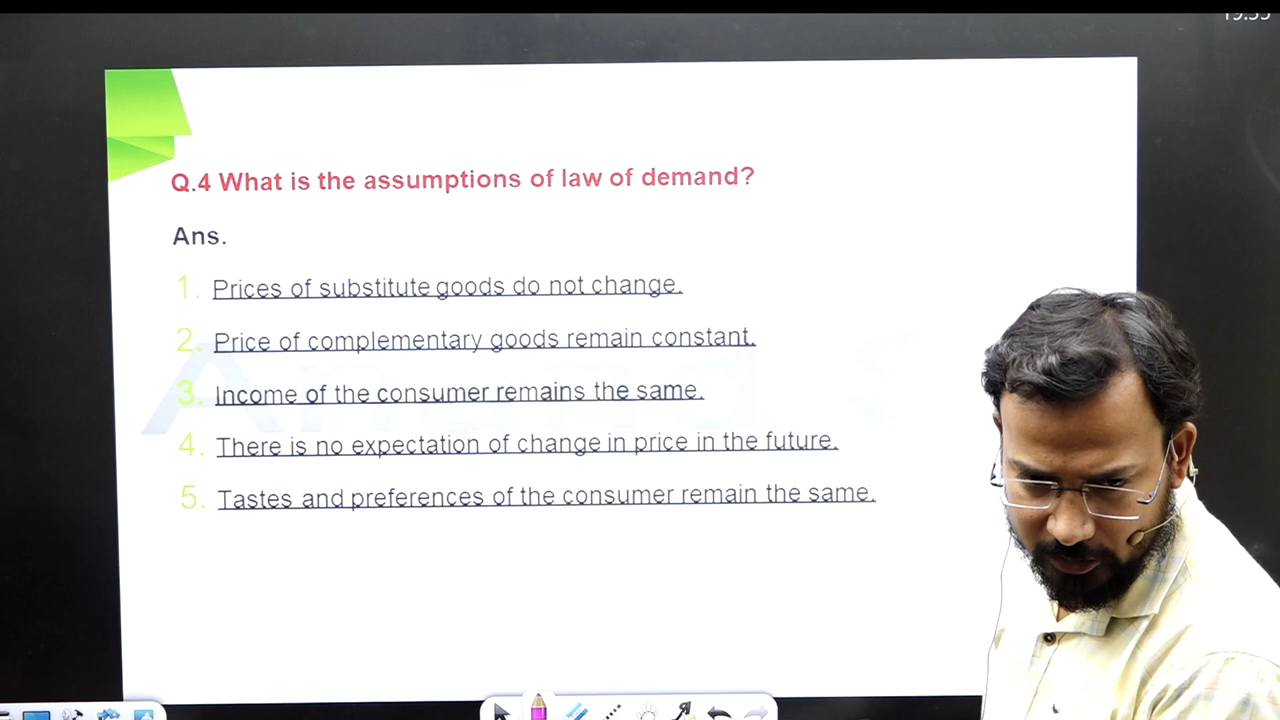 Q.4 What is the assumptions of law of demand?
Ans.
1. Prices of substitute goods do not change.
2. Price of complementary goods remain constant.
3. Income of the consumer remains the same.
4. There is no expectation of change in price in the future.
5. Tastes and preferences of the consumer remain the same.